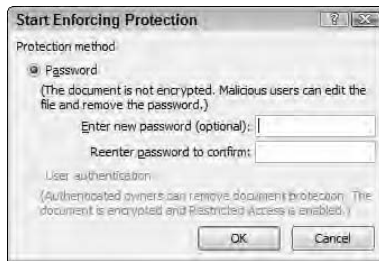 Start Enforcing Protection
Protection method
Password
(The document is not encrypted. Malicious users can edit the
file and remove the password.)
Enter new password (optional):
Reenter password to confirm:
User authentication
(Authenticated owners can remove document protection. The
document is encrypted and Restricted Access is enabled.)
OK Cancel